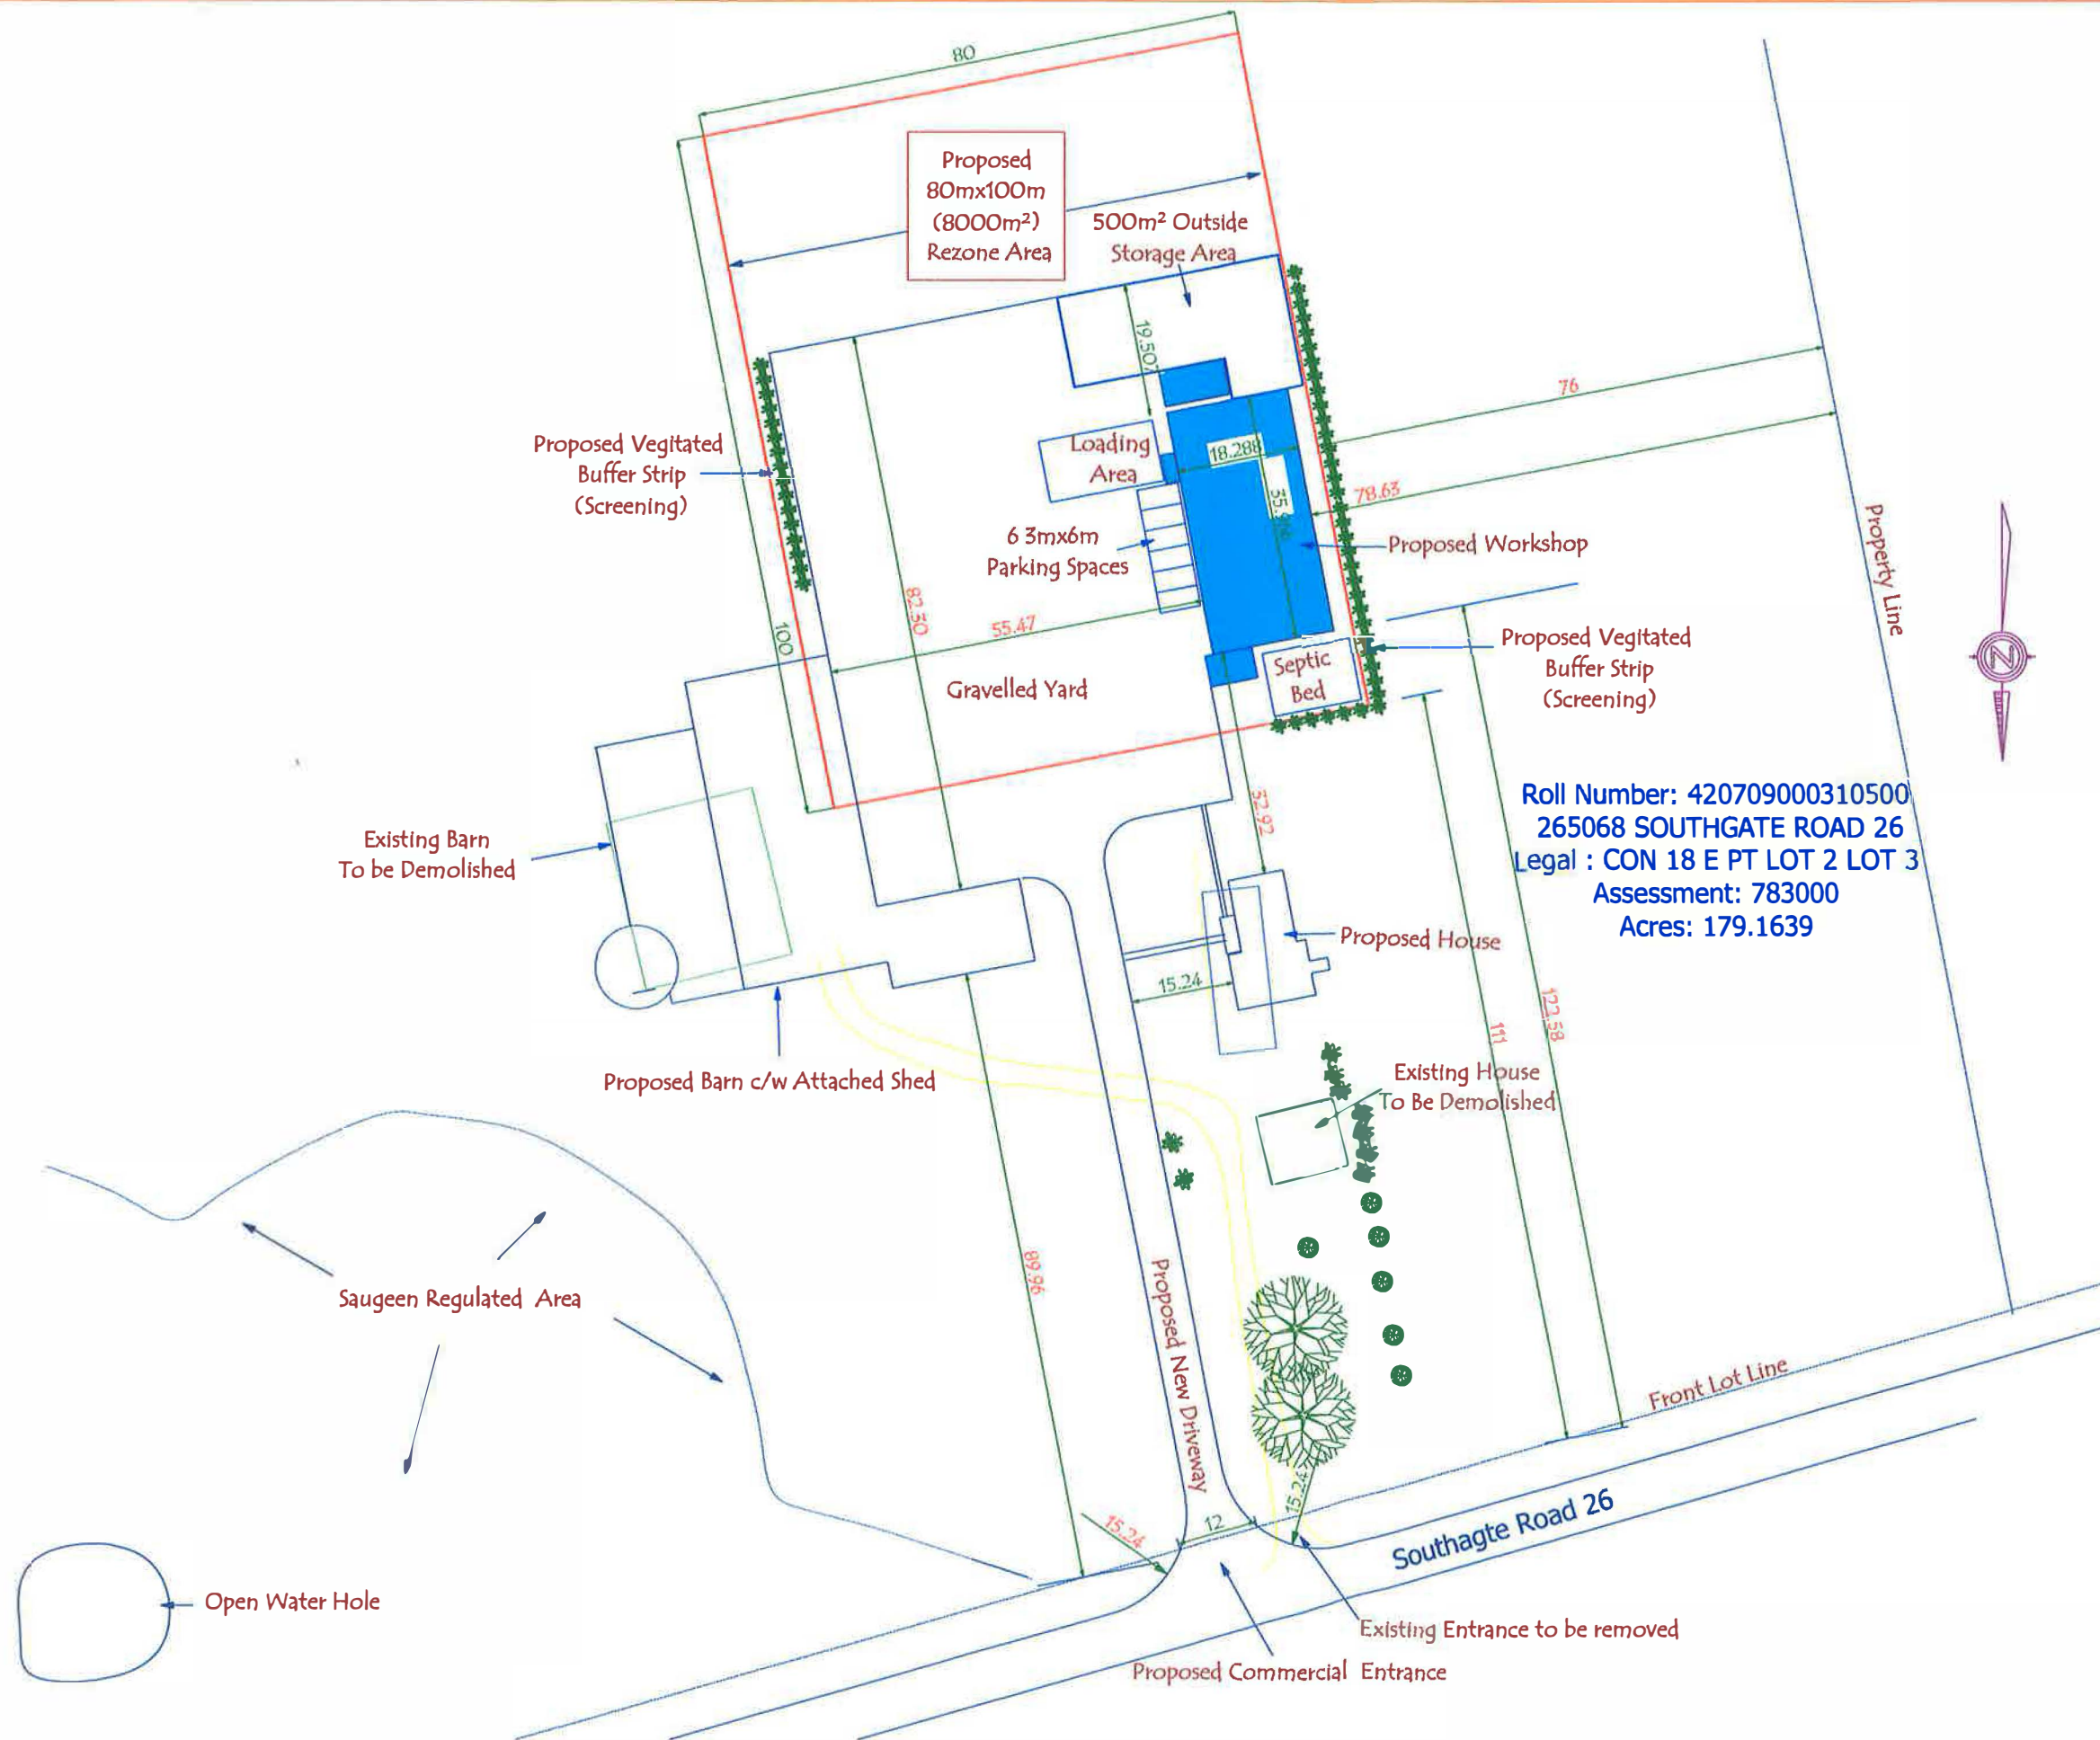 80
Proposed
80mx100m
(8000m²)
Rezone Area
500m² Outside
Storage Area
19.507
76
Proposed Vegitated
Buffer Strip
(Screening)
Loading
Area
18.288
78.63
Property Line
6 3mx6m
Parking Spaces
Proposed Workshop
82.30
55.47
100
Proposed Vegitated
Buffer Strip
(Screening)
Septic
Bed
Gravelled Yard
N
Roll Number: 420709000310500
265068 SOUTHGATE ROAD 26
Legal : CON 18 E PT LOT 2 LOT 3
Assessment: 783000
Acres: 179.1639
32.92
Existing Barn
To be Demolished
Proposed House
15.24
111
122.58
Proposed Barn c/w Attached Shed
Existing House
To Be Demolished
89.96
Saugeen Regulated Area
Proposed New Driveway
Front Lot Line
15.24
12
15.24
Southagte Road 26
Open Water Hole
Existing Entrance to be removed
Proposed Commercial Entrance